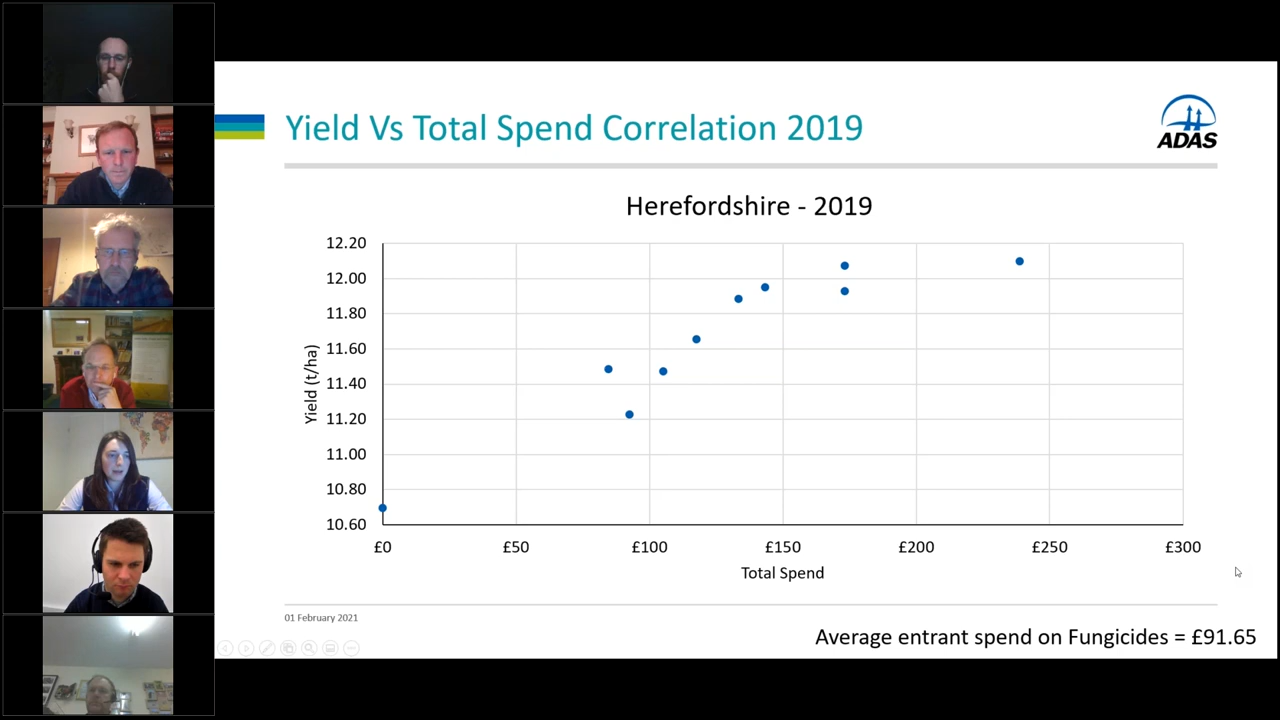 Yield Vs Total Spend Correlation 2019
ADAS
Herefordshire - 2019
12.20
12.00
11.80
11.60
11.40
11.20
11.00
10.80
10.60
Yield (t/ha)
£0 £50 £100 £150 £200 £250 £300
Total Spend
01 February 2021
Average entrant spend on Fungicides = £91.65